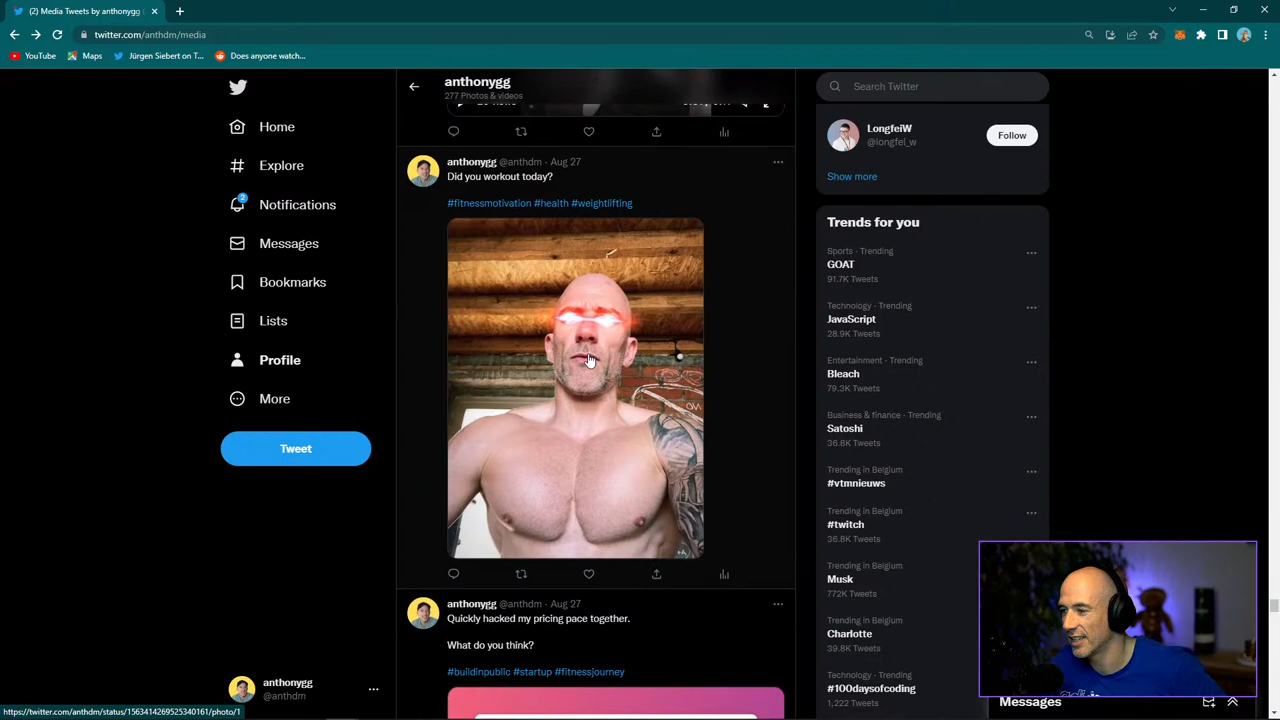 (2) Media Tweets by anthonygg (
twitter.com/anthdm/media
YouTube
Maps
Jürgen Siebert on T...
Does anyone watch...
anthonygg
277 Photos & videos
Search Twitter
Home
Explore
2
Notifications
Messages
Bookmarks
Lists
Profile
More
Tweet
anthonygg
@anthdm
anthonygg @anthdm · Aug 27
Did you workout today?
#fitnessmotivation #health #weightlifting
anthonygg @anthdm · Aug 27
Quickly hacked my pricing pace together.
What do you think?
#buildinpublic #startup #fitnessjourney
LongfeiW
@longfei_w
Follow
Show more
Trends for you
Sports · Trending
GOAT
91.7K Tweets
Technology · Trending
JavaScript
28.9K Tweets
Entertainment · Trending
Bleach
79.3K Tweets
Business & finance · Trending
Satoshi
36.8K Tweets
Trending in Belgium
#vtmnieuws
Trending in Belgium
#twitch
36.8K Tweets
Trending in Belgium
Musk
772K Tweets
Trending in Belgium
Charlotte
39.8K Tweets
Technology · Trending
#100daysofcoding
1,222 Tweets
Messages
https://twitter.com/anthdm/status/1563414269525340161/photo/1